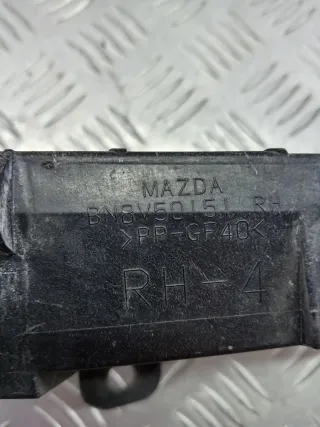 MAZDA
BN8V50151 RH
>PP-GF40<
RH-4